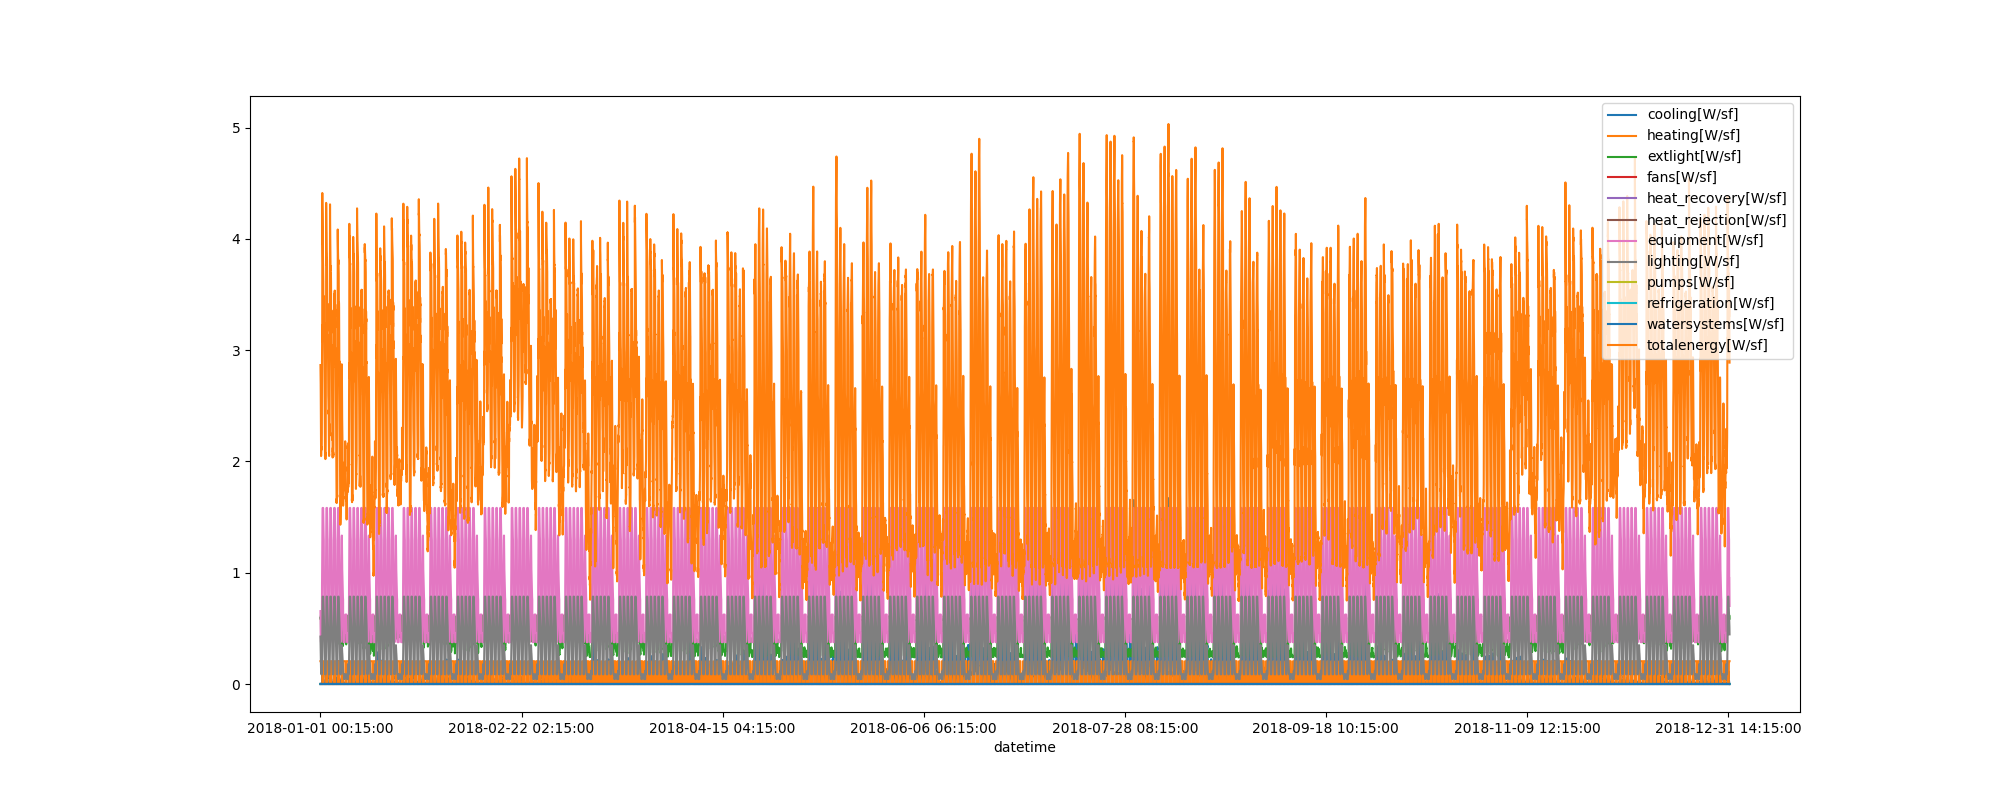 5
4
3
2
1
0
cooling[W/sf]
heating[W/sf]
extlight[W/sf]
fans[W/sf]
heat_recovery[W/sf]
heat_rejection[W/sf]
equipment[W/sf]
lighting[W/sf]
pumps[W/sf]
refrigeration[W/sf]
watersystems[W/sf]
totalenergy[W/sf]
2018-01-01 00:15:00 2018-02-22 02:15:00 2018-04-15 04:15:00 2018-06-06 06:15:00 2018-07-28 08:15:00 2018-09-18 10:15:00 2018-11-09 12:15:00 2018-12-31 14:15:00
datetime